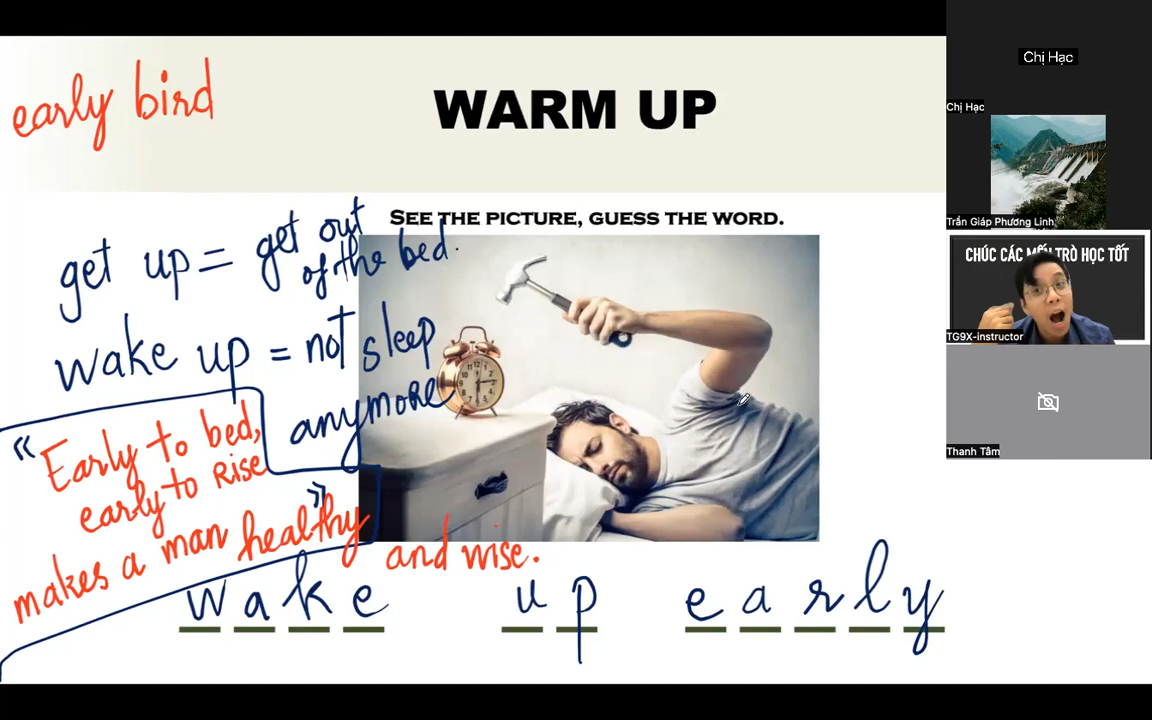 early bird
WARM UP
SEE THE PICTURE, GUESS THE WORD.
get up = get out
of the bed.
wake up = not sleep
anymore
"Early to bed,
early to Rise"
makes a man healthy and wise.
wake up early
Chị Hạc
Chị Hạc
Trần Giáp Phương Linh
CHÚC CÁC MẾN TRÒ HỌC TỐT
TG9X-instructor
Thanh Tâm